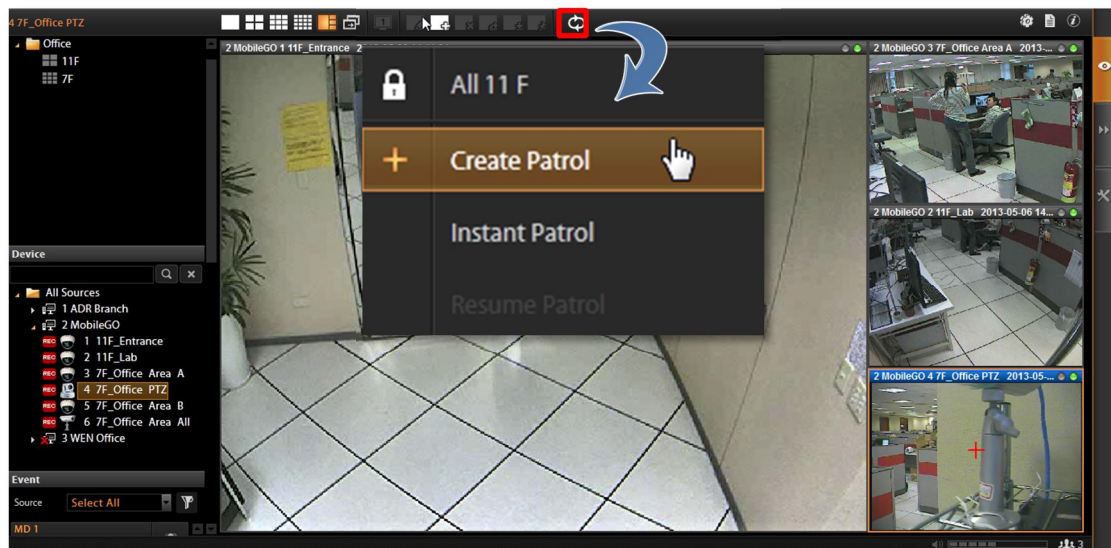 4 7F_Office PTZ
1
Office
11F
7F
2 MobileGO 1 11F_Entrance 2
2 MobileGO 3 7F_Office Area A 2013-...
All 11 F
Create Patrol
Instant Patrol
Resume Patrol
2 MobileGO 2 11F_Lab 2013-05-06 14...
Device
All Sources
1 ADR Branch
2 MobileGO
REC 1 11F_Entrance
REC 2 11F_Lab
REC 3 7F_Office Area A
REC 4 7F_Office PTZ
REC 5 7F_Office Area B
REC 6 7F_Office Area All
3 WEN Office
2 MobileGO 4 7F_Office PTZ 2013-05-...
Event
Source Select All
MD 1
3